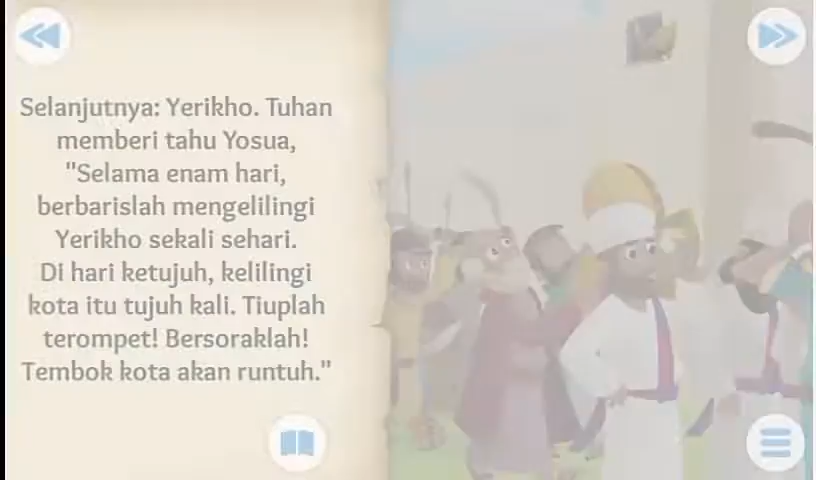 Selanjutnya: Yerikho. Tuhan
memberi tahu Yosua,
"Selama enam hari,
berbarislah mengelilingi
Yerikho sekali sehari.
Di hari ketujuh, kelilingi
kota itu tujuh kali. Tiuplah
terompet! Bersoraklah!
Tembok kota akan runtuh."